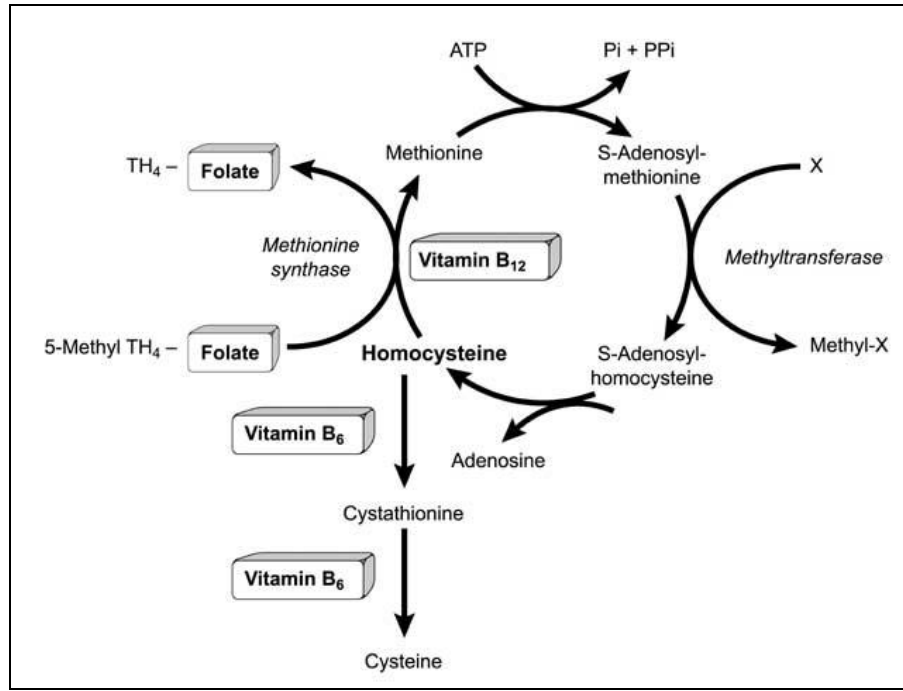 ATP
Pi + PPi
Methionine
S-Adenosyl-
methionine
X
TH₄ –
Folate
Methionine
synthase
Vitamin B₁₂
Methyltransferase
5-Methyl TH₄ –
Folate
Homocysteine
S-Adenosyl-
homocysteine
Methyl-X
Vitamin B₆
Adenosine
Cystathionine
Vitamin B₆
Cysteine